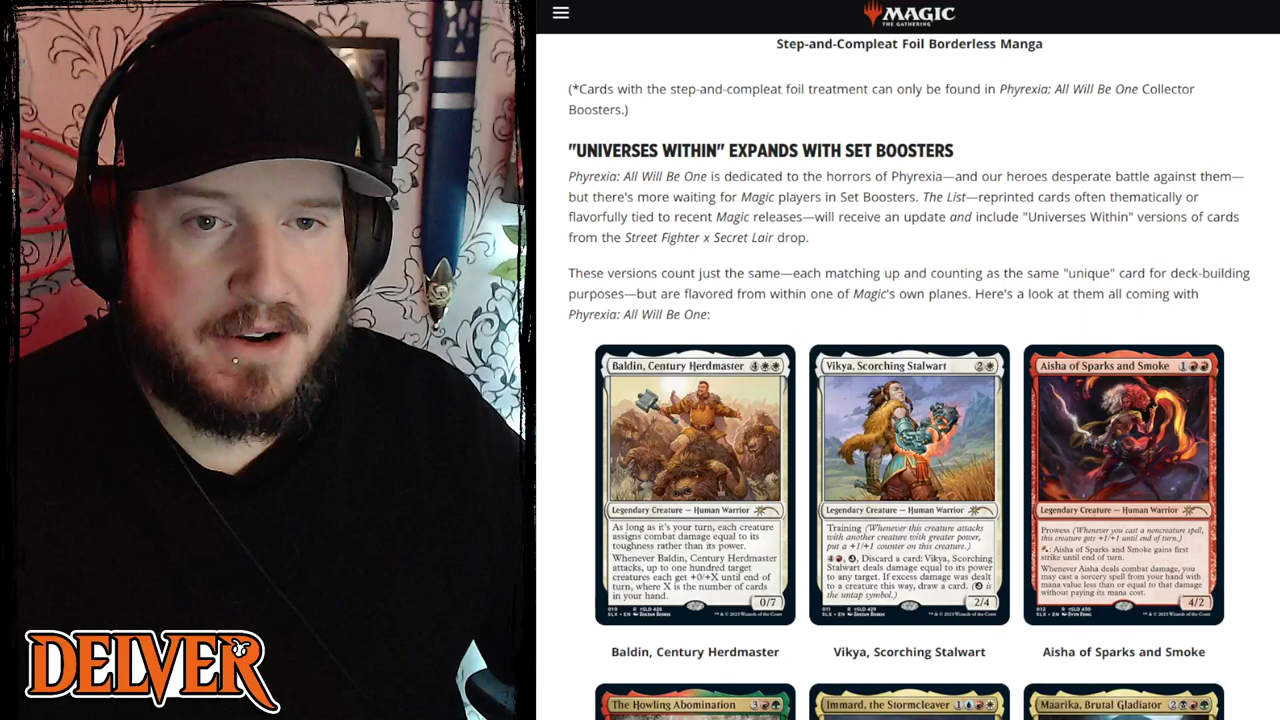 MAGIC
THE GATHERING
Step-and-Compleat Foil Borderless Manga
(*Cards with the step-and-compleat foil treatment can only be found in Phyrexia: All Will Be One Collector
Boosters.)
"UNIVERSES WITHIN" EXPANDS WITH SET BOOSTERS
Phyrexia: All Will Be One is dedicated to the horrors of Phyrexia—and our heroes desperate battle against them—
but there's more waiting for Magic players in Set Boosters. The List—reprinted cards often thematically or
flavorfully tied to recent Magic releases—will receive an update and include "Universes Within" versions of cards
from the Street Fighter x Secret Lair drop.
These versions count just the same—each matching up and counting as the same "unique" card for deck-building
purposes—but are flavored from within one of Magic's own planes. Here's a look at them all coming with
Phyrexia: All Will Be One:
Baldin, Century Herdmaster 4
Legendary Creature — Human Warrior
As long as it's your turn, each creature
assigns combat damage equal to its
toughness rather than its power.
Whenever Baldin, Century Herdmaster
attacks, up to one hundred target
creatures each get +0/+X until end of
turn, where X is the number of cards
in your hand.
0/7
Vikya, Scorching Stalwart 2
Legendary Creature — Human Warrior
Training (Whenever this creature attacks
with another creature with greater power,
put a +1/+1 counter on this creature.)
4, Discard a card: Vikya, Scorching
Stalwart deals damage equal to its power
to any target. If excess damage was dealt
to a creature this way, draw a card. ( is
the untap symbol.)
2/4
Aisha of Sparks and Smoke 1
Legendary Creature — Human Warrior
Prowess (Whenever you cast a noncreature spell,
this creature gets +1/+1 until end of turn.)
: Aisha of Sparks and Smoke gains first
strike until end of turn.
Whenever Aisha deals combat damage, you
may cast a sorcery spell from your hand with
mana value less than or equal to that damage
without paying its mana cost.
4/2
Baldin, Century Herdmaster
Vikya, Scorching Stalwart
Aisha of Sparks and Smoke
The Howling Abomination 3
Immard, the Stormcleaver 1
Maarika, Brutal Gladiator 2
DELVER